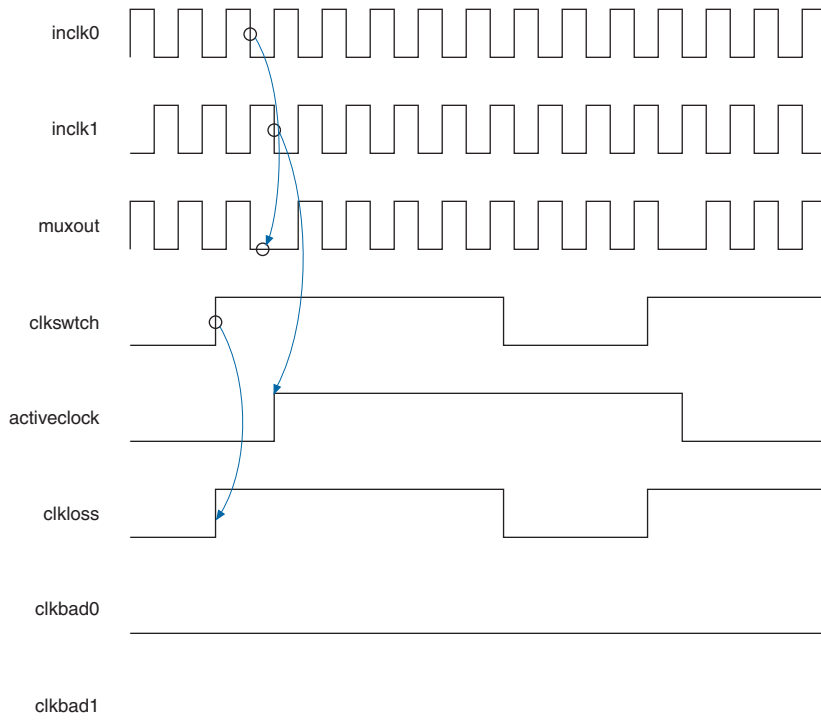 inclk0
inclk1
muxout
clkswtch
activeclock
clkloss
clkbad0
clkbad1